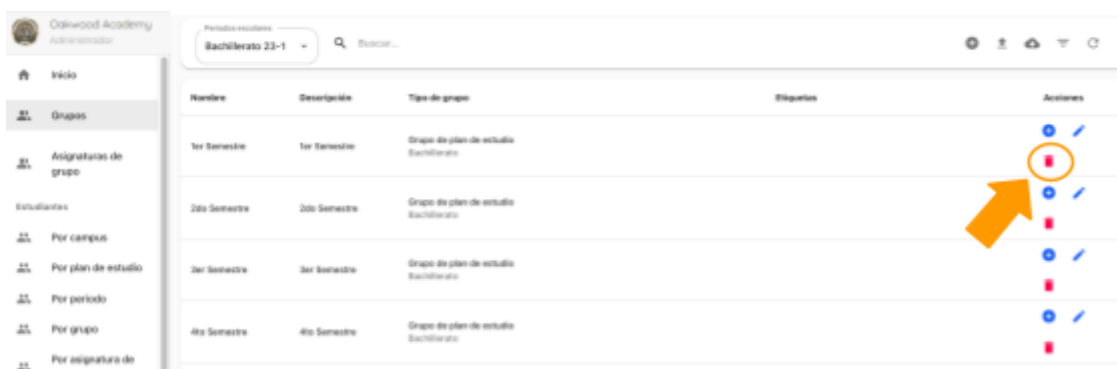 Oakwood Academy
Administrador
Inicio
Grupos
Asignaturas de
grupo
Estudiantes
Por campus
Por plan de estudio
Por periodo
Por grupo
Por asignatura de
Periodos escolares
Bachillerato 23-1
Buscar...
Nombre Descripción Tipo de grupo Etiquetas Acciones
1er Semestre 1er Semestre Grupo de plan de estudio
Bachillerato
2do Semestre 2do Semestre Grupo de plan de estudio
Bachillerato
3er Semestre 3er Semestre Grupo de plan de estudio
Bachillerato
4to Semestre 4to Semestre Grupo de plan de estudio
Bachillerato